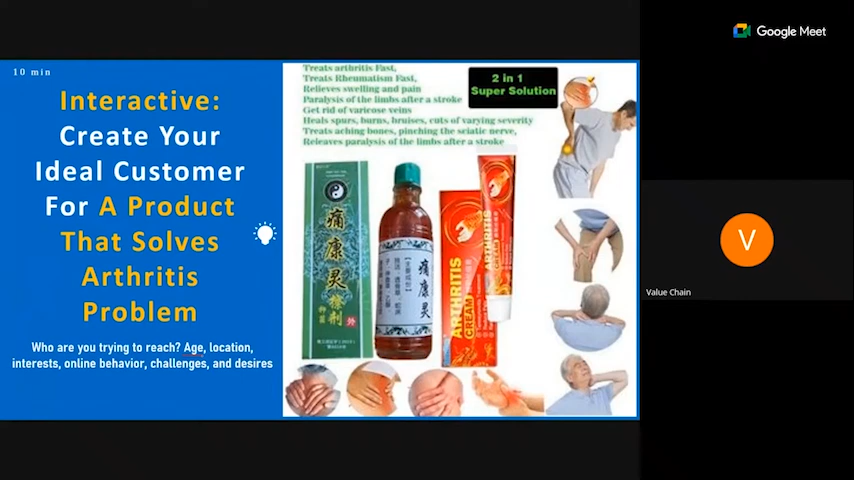 10 min
Interactive:
Create Your
Ideal Customer
For A Product
That Solves
Arthritis
Problem
Who are you trying to reach? Age, location,
interests, online behavior, challenges, and desires
Treats arthritis Fast,
Treats Rheumatism Fast,
Relieves swelling and pain
Paralysis of the limbs after a stroke
Get rid of varicose veins
Heals spurs, burns, bruises, cuts of varying severity
Treats aching bones, pinching the sciatic nerve,
Releaves paralysis of the limbs after a stroke
2 in 1
Super Solution
痛康灵
搽剂
外
痛康灵
ARTHRITIS
CREAM
ARTHRITIS
CREAM
Google Meet
V
Value Chain